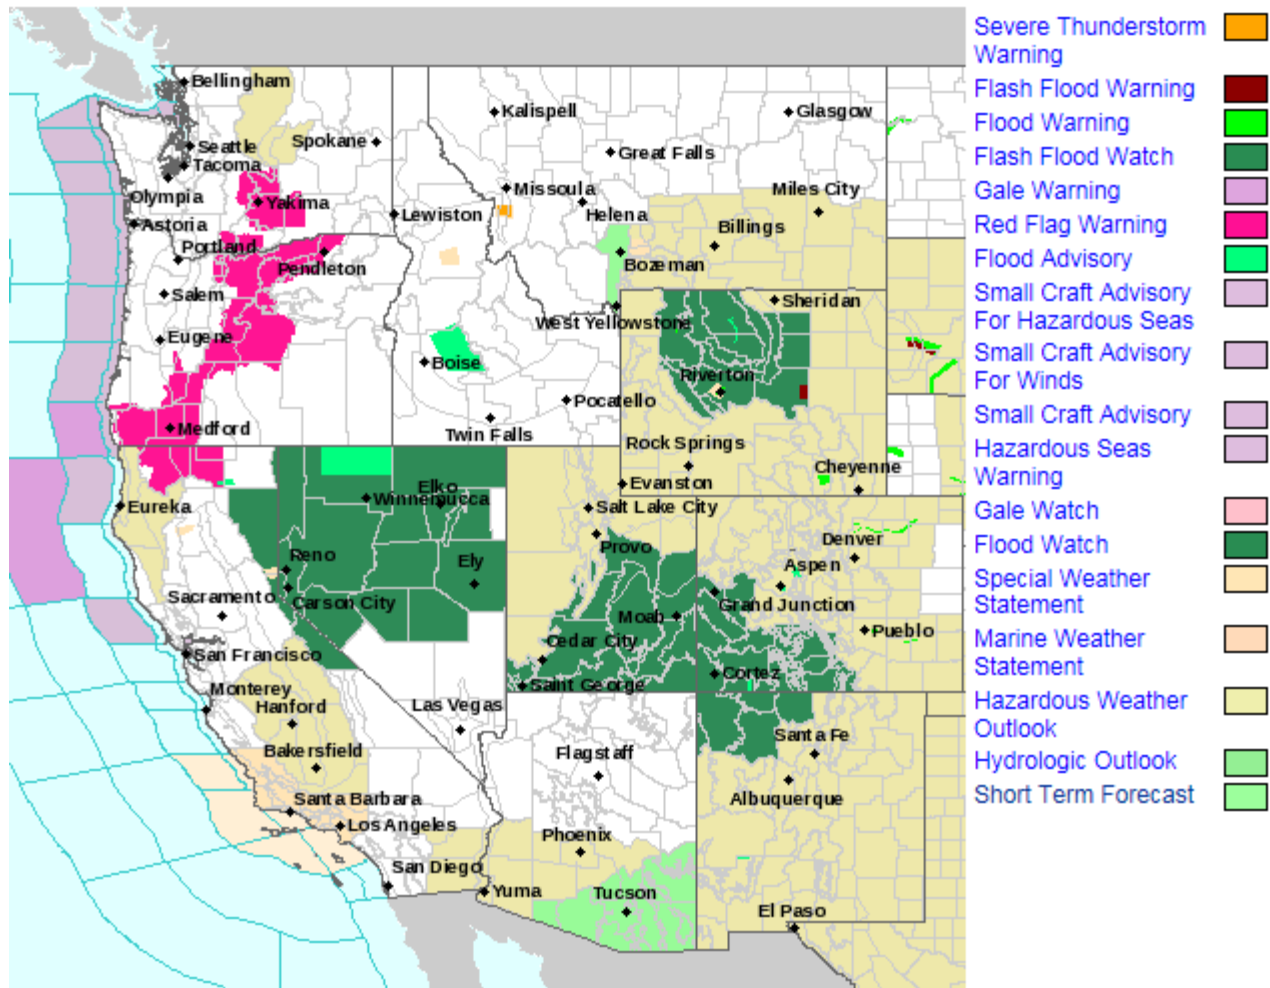 Bellingham
Seattle
Tacoma
Olympia
Spokane
Yakima
Astoria
Portland
Pendleton
Salem
Eugene
Medford
Kalispell
Glasgow
Great Falls
Missoula
Helena
Miles City
Lewiston
Billings
Bozeman
West Yellowstone
Sheridan
Boise
Pocatello
Twin Falls
Riverton
Rock Springs
Evanston
Cheyenne
Eureka
Elko
Winnemucca
Reno
Ely
Carson City
Sacramento
San Francisco
Salt Lake City
Provo
Moab
Cedar City
Saint George
Denver
Aspen
Grand Junction
Pueblo
Cortez
Monterey
Hanford
Bakersfield
Las Vegas
Flagstaff
Santa Fe
Albuquerque
Santa Barbara
Los Angeles
San Diego
Phoenix
Yuma
Tucson
El Paso
Severe Thunderstorm
Warning
Flash Flood Warning
Flood Warning
Flash Flood Watch
Gale Warning
Red Flag Warning
Flood Advisory
Small Craft Advisory
For Hazardous Seas
Small Craft Advisory
For Winds
Small Craft Advisory
Hazardous Seas
Warning
Gale Watch
Flood Watch
Special Weather
Statement
Marine Weather
Statement
Hazardous Weather
Outlook
Hydrologic Outlook
Short Term Forecast